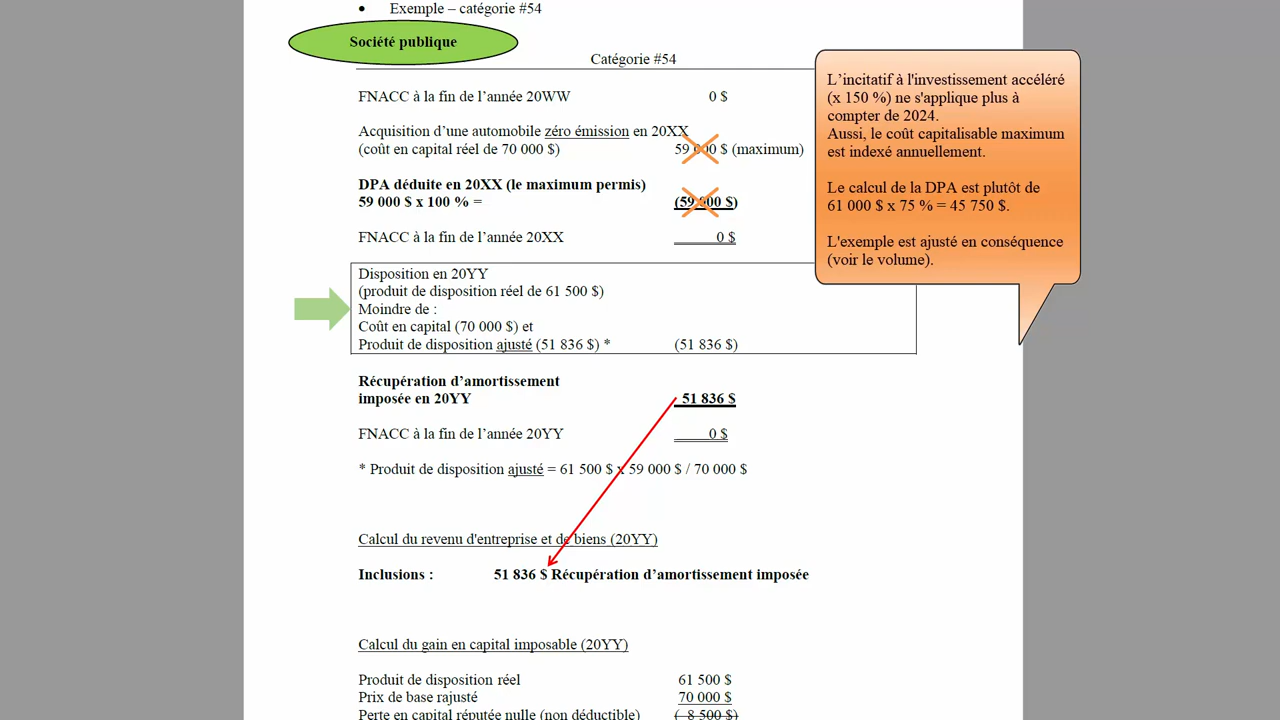 • Exemple – catégorie #54
Société publique
Catégorie #54
FNACC à la fin de l’année 20WW 0 $
Acquisition d’une automobile zéro émission en 20XX
(coût en capital réel de 70 000 $) 59 000 $ (maximum)
DPA déduite en 20XX (le maximum permis)
59 000 $ x 100 % = (59 000 $)
FNACC à la fin de l’année 20XX 0 $
Disposition en 20YY
(produit de disposition réel de 61 500 $)
Moindre de :
Coût en capital (70 000 $) et
Produit de disposition ajusté (51 836 $) * (51 836 $)
Récupération d’amortissement
imposée en 20YY 51 836 $
FNACC à la fin de l’année 20YY 0 $
* Produit de disposition ajusté = 61 500 $ x 59 000 $ / 70 000 $
Calcul du revenu d'entreprise et de biens (20YY)
Inclusions : 51 836 $ Récupération d’amortissement imposée
Calcul du gain en capital imposable (20YY)
Produit de disposition réel 61 500 $
Prix de base rajusté 70 000 $
Perte en capital réputée nulle (non déductible) ( 8 500 $)
L’incitatif à l'investissement accéléré
(x 150 %) ne s'applique plus à
compter de 2024.
Aussi, le coût capitalisable maximum
est indexé annuellement.
Le calcul de la DPA est plutôt de
61 000 $ x 75 % = 45 750 $.
L'exemple est ajusté en conséquence
(voir le volume).